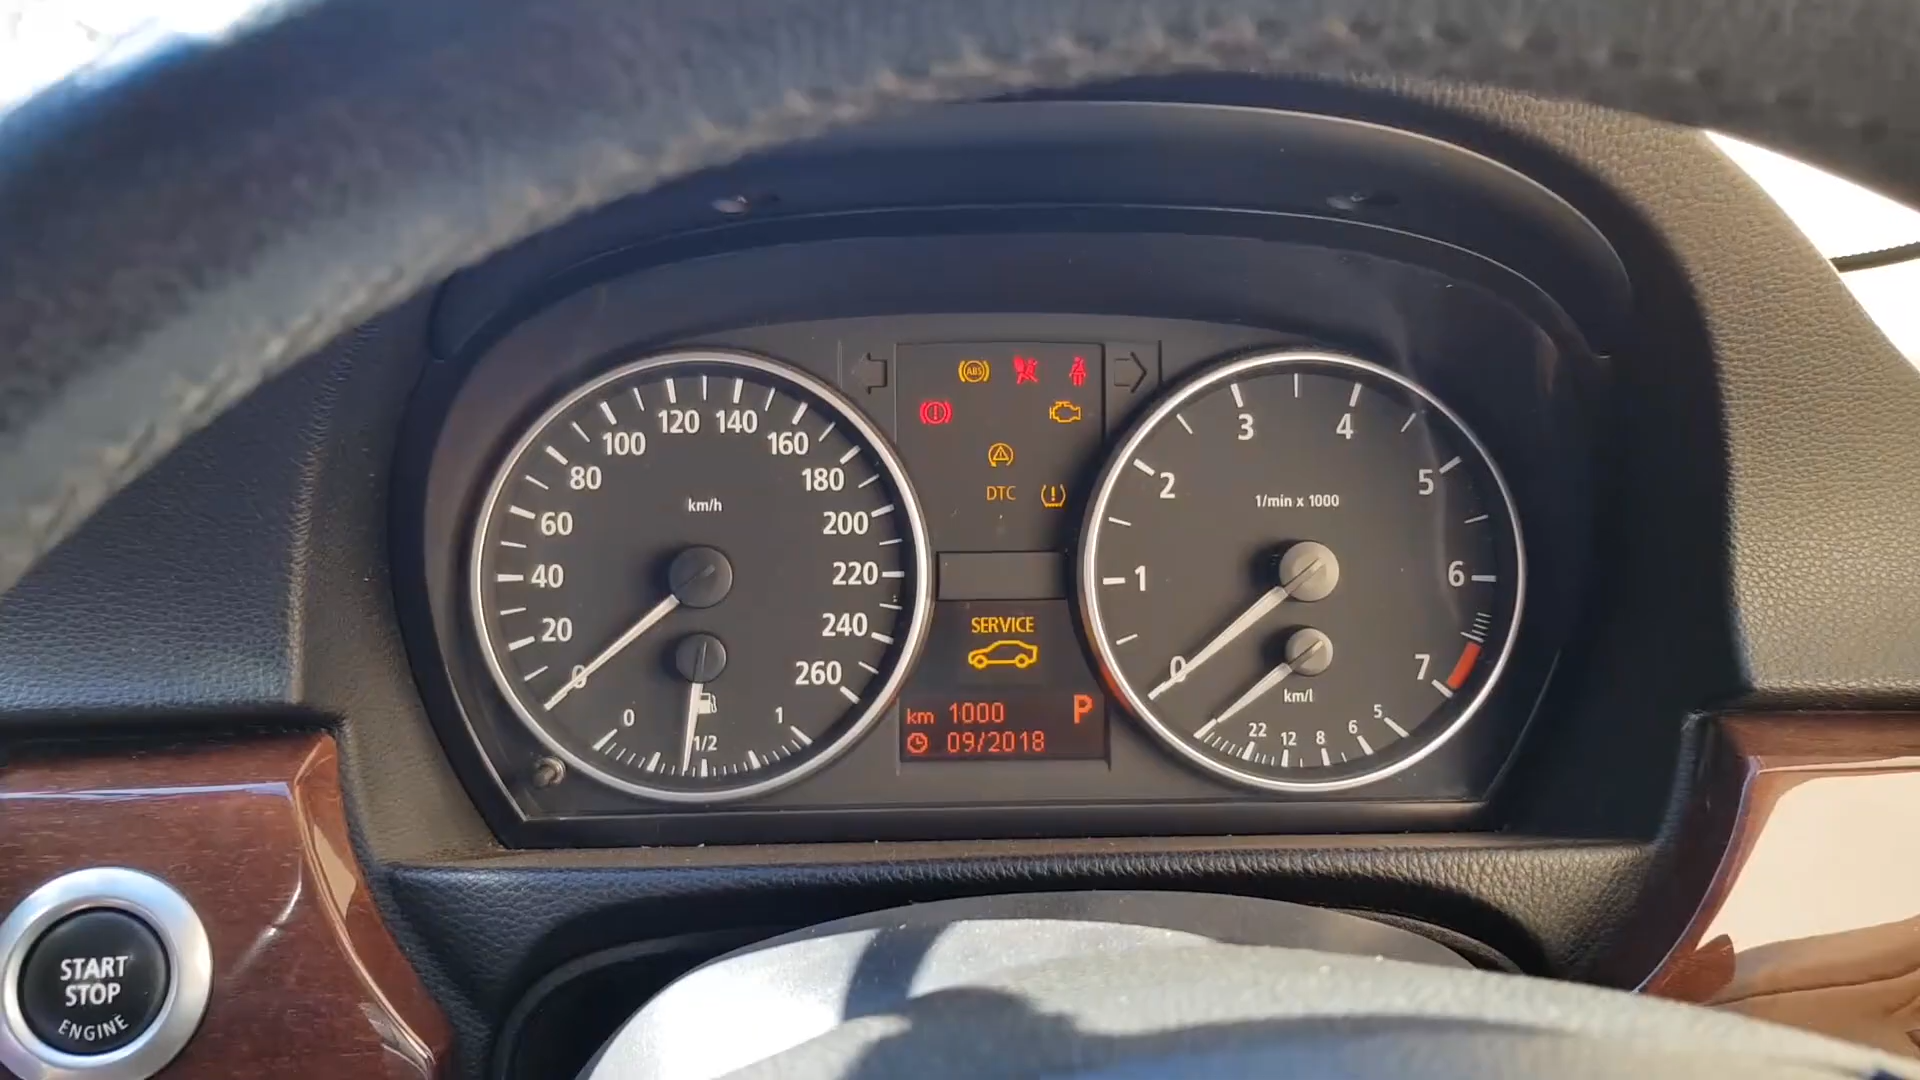 120 140
100 160
80 180
km/h
60 200
40 220
20 240
0 260
0 1
1/2
ABS
DTC
SERVICE
km 1000 P
09/2018
3 4
2 5
1/min x 1000
1 6
0 7
km/l
22 12 8 6 5
START
STOP
ENGINE